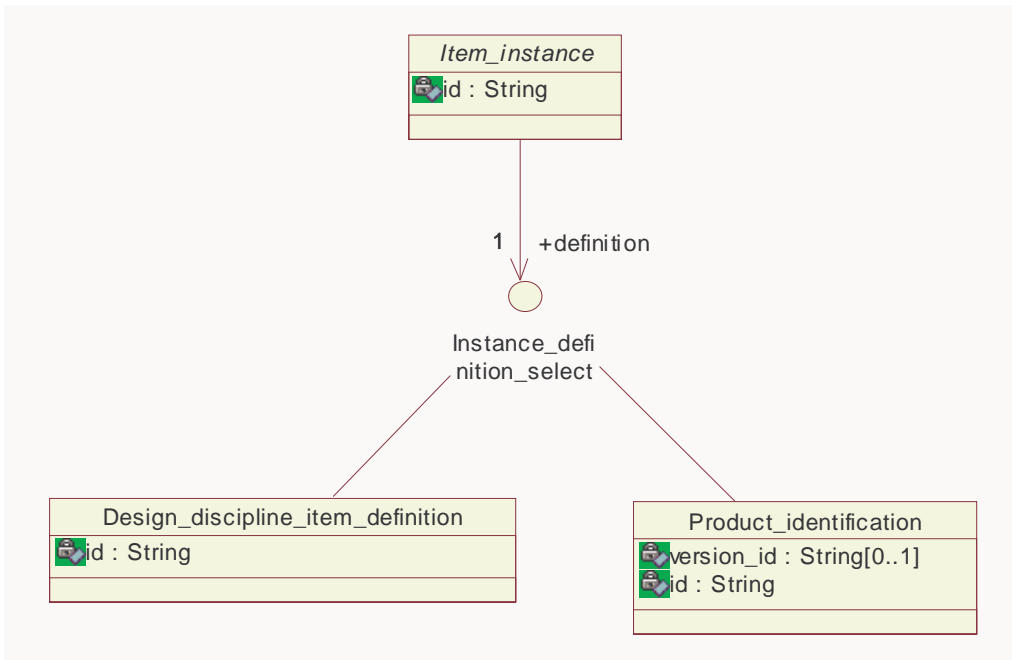 Item_instance
id : String
1 +definition
Instance_defi
nition_select
Design_discipline_item_definition
id : String
Product_identification
version_id : String[0..1]
id : String